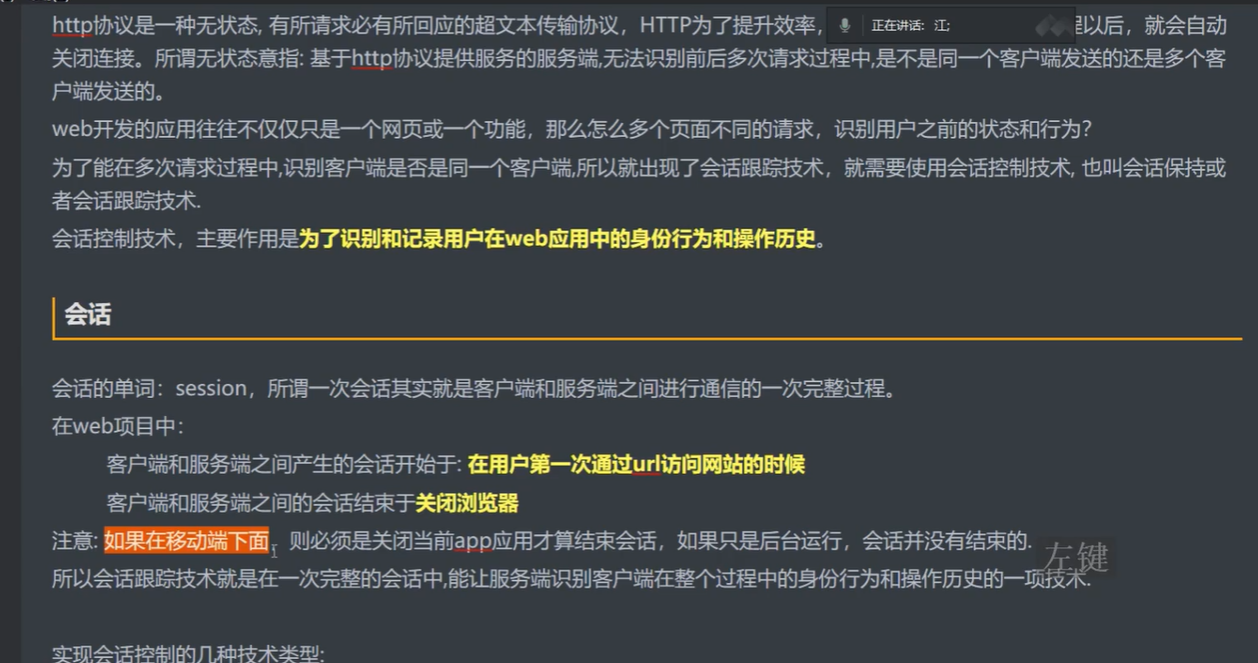 http协议是一种无状态, 有所请求必有所回应的超文本传输协议，HTTP为了提升效率，
正在讲话: 江;
程以后，就会自动
关闭连接。所谓无状态意指: 基于http协议提供服务的服务端,无法识别前后多次请求过程中,是不是同一个客户端发送的还是多个客
户端发送的。
web开发的应用往往不仅仅只是一个网页或一个功能，那么怎么多个页面不同的请求，识别用户之前的状态和行为?
为了能在多次请求过程中,识别客户端是否是同一个客户端,所以就出现了会话跟踪技术，就需要使用会话控制技术, 也叫会话保持或
者会话跟踪技术.
会话控制技术，主要作用是为了识别和记录用户在web应用中的身份行为和操作历史。
会话
会话的单词：session，所谓一次会话其实就是客户端和服务端之间进行通信的一次完整过程。
在web项目中：
客户端和服务端之间产生的会话开始于: 在用户第一次通过url访问网站的时候
客户端和服务端之间的会话结束于关闭浏览器
注意: 如果在移动端下面，则必须是关闭当前app应用才算结束会话，如果只是后台运行，会话并没有结束的.
左键
所以会话跟踪技术就是在一次完整的会话中,能让服务端识别客户端在整个过程中的身份行为和操作历史的一项技术.
实现会话控制的几种技术类型: